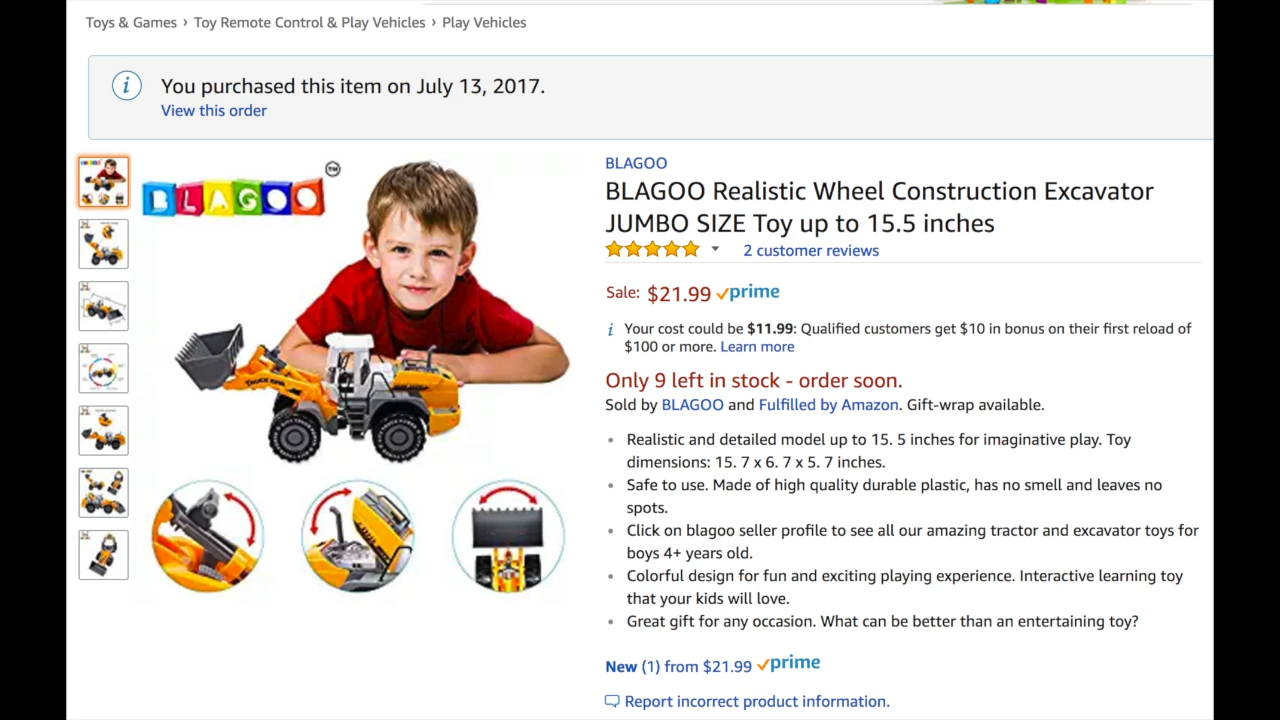 Toys & Games › Toy Remote Control & Play Vehicles › Play Vehicles
You purchased this item on July 13, 2017.
View this order
BLAGOO TM
BLAGOO
BLAGOO Realistic Wheel Construction Excavator
JUMBO SIZE Toy up to 15.5 inches
2 customer reviews
Sale: $21.99 prime
Your cost could be $11.99: Qualified customers get $10 in bonus on their first reload of
$100 or more. Learn more
Only 9 left in stock - order soon.
Sold by BLAGOO and Fulfilled by Amazon. Gift-wrap available.
• Realistic and detailed model up to 15. 5 inches for imaginative play. Toy
dimensions: 15. 7 x 6. 7 x 5. 7 inches.
• Safe to use. Made of high quality durable plastic, has no smell and leaves no
spots.
• Click on blagoo seller profile to see all our amazing tractor and excavator toys for
boys 4+ years old.
• Colorful design for fun and exciting playing experience. Interactive learning toy
that your kids will love.
• Great gift for any occasion. What can be better than an entertaining toy?
New (1) from $21.99 prime
Report incorrect product information.